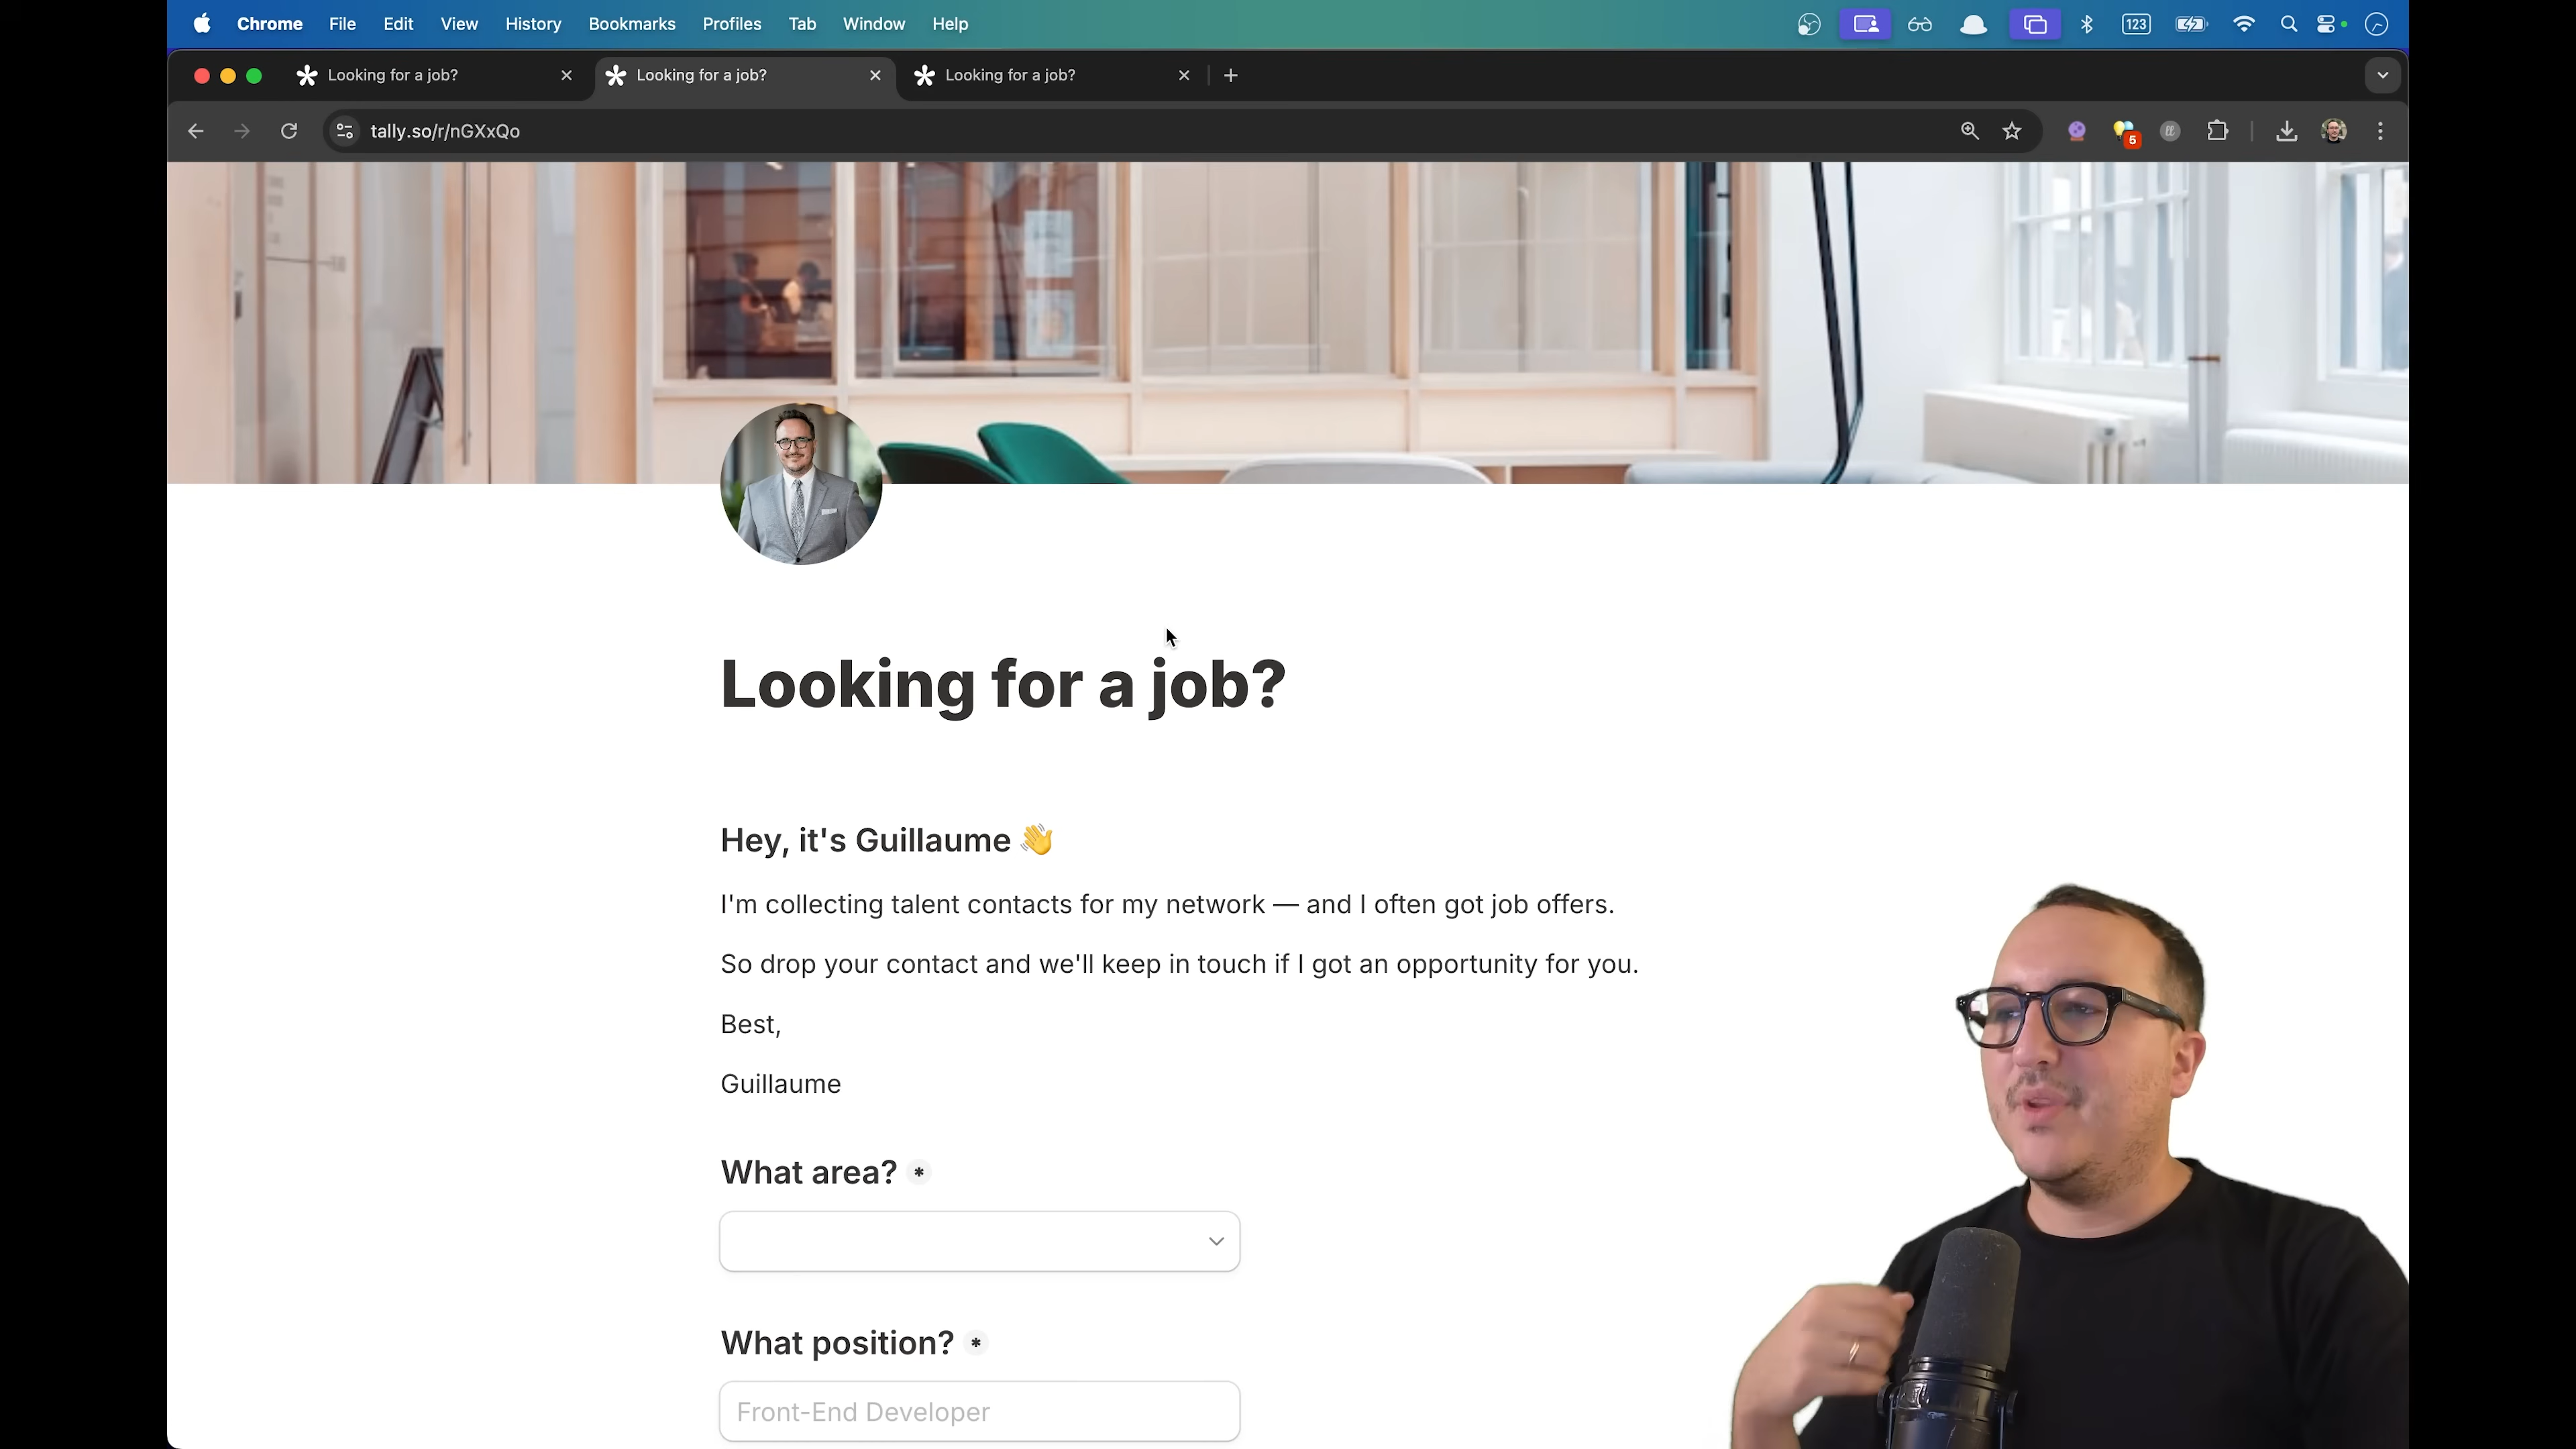 Chrome File Edit View History Bookmarks Profiles Tab Window Help
123
Looking for a job?
Looking for a job?
Looking for a job?
tally.so/r/nGXxQo
5
Looking for a job?
Hey, it's Guillaume 👋
I'm collecting talent contacts for my network — and I often got job offers.
So drop your contact and we'll keep in touch if I got an opportunity for you.
Best,
Guillaume
What area? *
What position? *
Front-End Developer